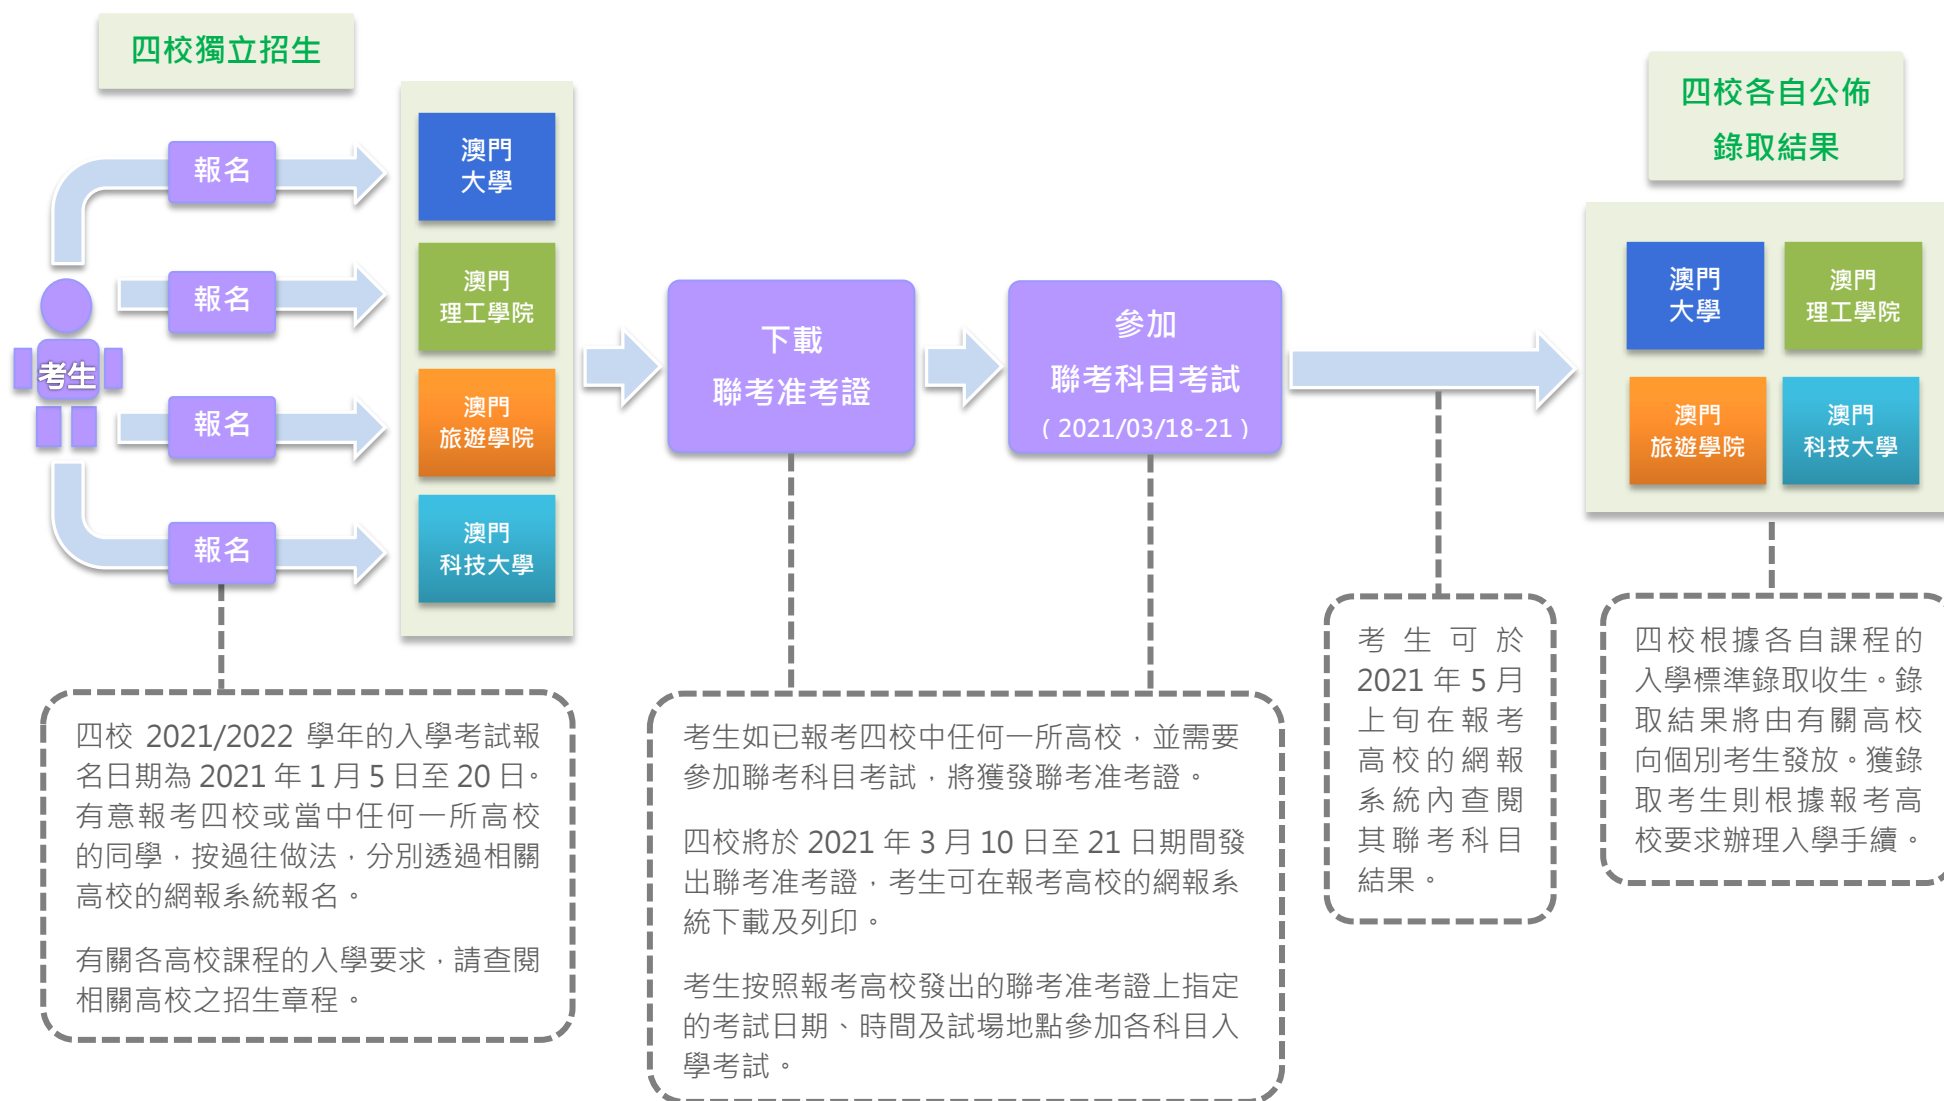 四校獨立招生
報名
報名
報名
報名
考生
澳門
大學
澳門
理工學院
澳門
旅遊學院
澳門
科技大學
下載
聯考准考證
參加
聯考科目考試
( 2021/03/18-21 )
四校各自公佈
錄取結果
澳門
大學
澳門
理工學院
澳門
旅遊學院
澳門
科技大學
四校 2021/2022 學年的入學考試報
名日期為 2021 年 1 月 5 日至 20 日。
有意報考四校或當中任何一所高校
的同學，按過往做法，分別透過相關
高校的網報系統報名。
有關各高校課程的入學要求，請查閱
相關高校之招生章程。
考生如已報考四校中任何一所高校，並需要
參加聯考科目考試，將獲發聯考准考證。
四校將於 2021 年 3 月 10 日至 21 日期間發
出聯考准考證，考生可在報考高校的網報系
統下載及列印。
考生按照報考高校發出的聯考准考證上指定
的考試日期、時間及試場地點參加各科目入
學考試。
考生可於
2021 年 5 月
上旬在報考
高校的網報
系統內查閱
其聯考科目
結果。
四校根據各自課程的
入學標準錄取收生。錄
取結果將由有關高校
向個別考生發放。獲錄
取考生則根據報考高
校要求辦理入學手續。